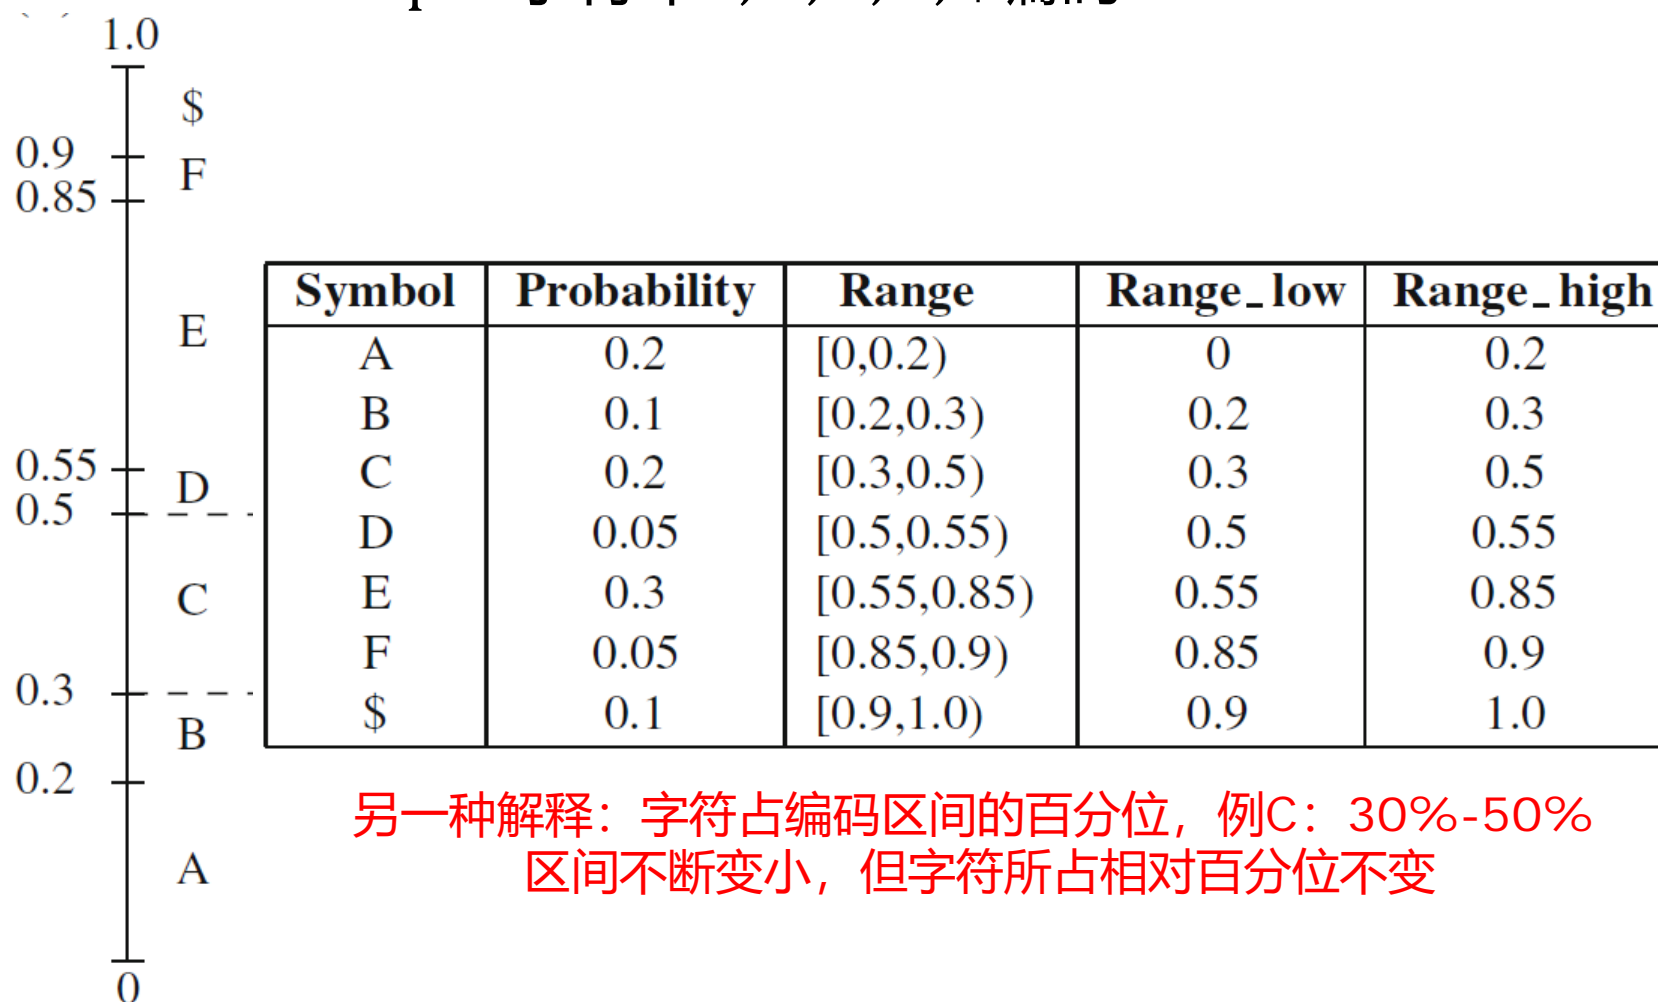 1.0
$
0.9
F
0.85
E
0.55
D
0.5
C
0.3
B
0.2
A
0
Symbol Probability Range Range_low Range_high
A 0.2 [0,0.2) 0 0.2
B 0.1 [0.2,0.3) 0.2 0.3
C 0.2 [0.3,0.5) 0.3 0.5
D 0.05 [0.5,0.55) 0.5 0.55
E 0.3 [0.55,0.85) 0.55 0.85
F 0.05 [0.85,0.9) 0.85 0.9
$ 0.1 [0.9,1.0) 0.9 1.0
另一种解释：字符占编码区间的百分位，例C：30%-50%
区间不断变小，但字符所占相对百分位不变